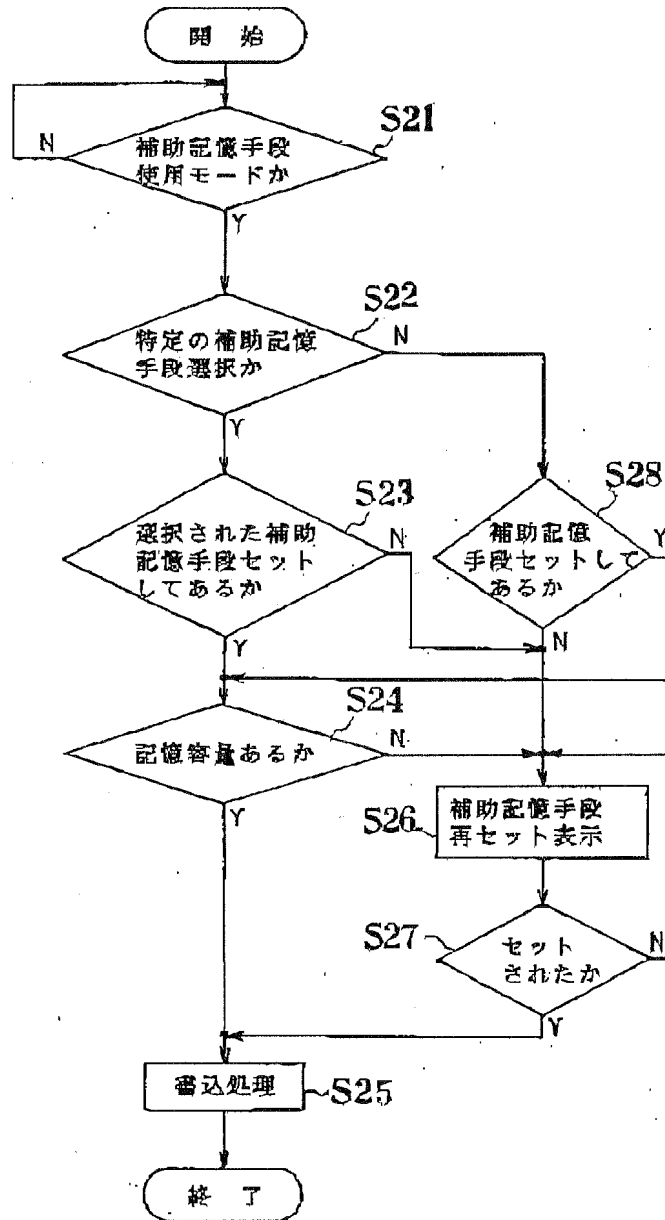 開 始
S21
N
補助記憶手段
使用モードか
Y
S22
N
特定の補助記憶
手段選択か
Y
S23
S28
選択された補助
記憶手段セット
してあるか
N
補助記憶
手段セットして
あるか
Y
Y
N
S24
記憶容量あるか
N
Y
S26
補助記憶手段
再セット表示
S27
セット
されたか
N
Y
書込処理
S25
終 了